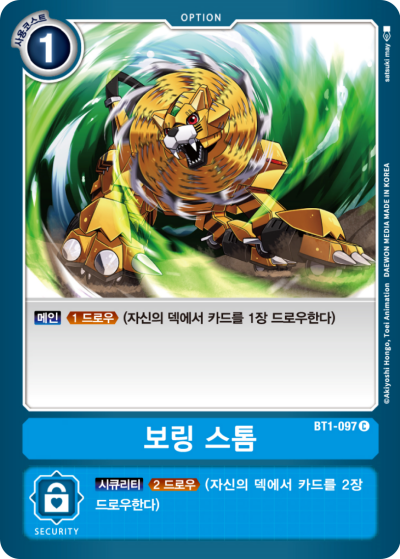 사용코스트
1
OPTION
satsuki may
메인 1 드로우 (자신의 덱에서 카드를 1장 드로우한다)
©Akiyoshi Hongo, Toei Animation DAEWON MEDIA MADE IN KOREA
BT1-097 C
보링 스톰
시큐리티 2 드로우 (자신의 덱에서 카드를 2장
드로우한다)
SECURITY